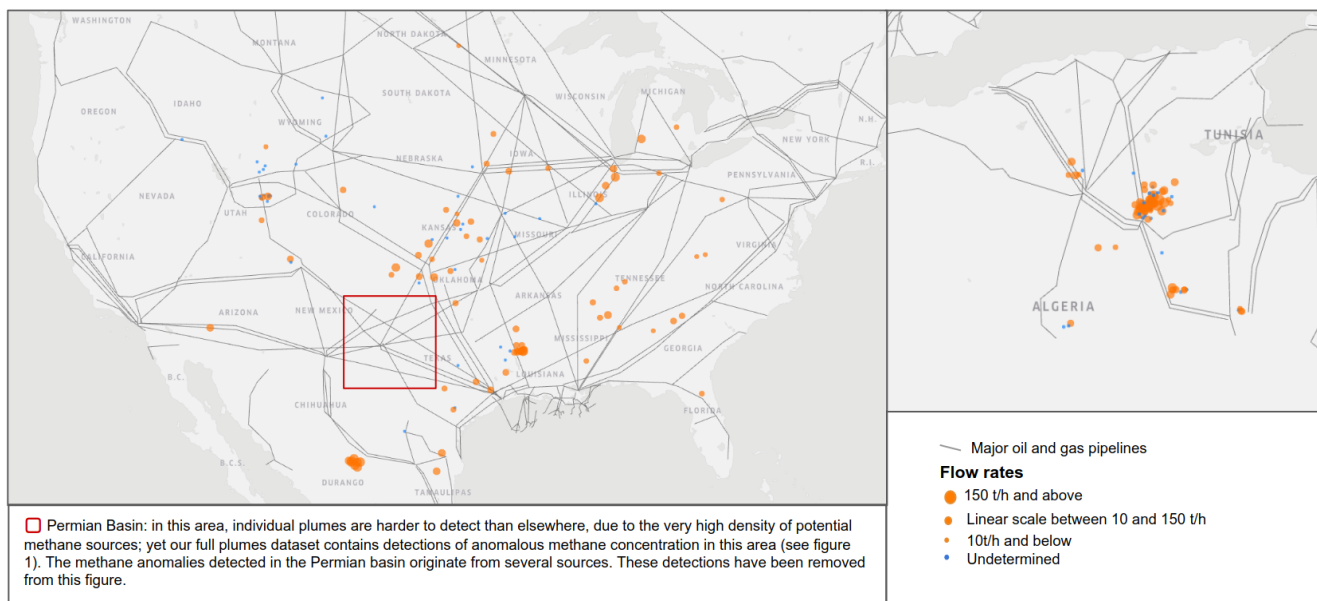 WASHINGTON
NORTH DAKOTA
MONTANA
MINNESOTA
SOUTH DAKOTA
WISCONSIN
MICHIGAN
OREGON
IDAHO
WYOMING
N.H.
NEW YORK
R.I.
NEBRASKA
IOWA
PENNSYLVANIA
NEVADA
UTAH
COLORADO
ILLINOIS
KANSAS
MISSOURI
VIRGINIA
CALIFORNIA
OKLAHOMA
TENNESSEE
NORTH CAROLINA
ARKANSAS
ARIZONA
NEW MEXICO
MISSISSIPPI
GEORGIA
TEXAS
LOUISIANA
B.C.
CHIHUAHUA
FLORIDA
B.C.S.
DURANGO
TAMAULIPAS
TUNISIA
ALGERIA
Permian Basin: in this area, individual plumes are harder to detect than elsewhere, due to the very high density of potential
methane sources; yet our full plumes dataset contains detections of anomalous methane concentration in this area (see figure
1). The methane anomalies detected in the Permian basin originate from several sources. These detections have been removed
from this figure.
Major oil and gas pipelines
Flow rates
150 t/h and above
Linear scale between 10 and 150 t/h
10t/h and below
Undetermined